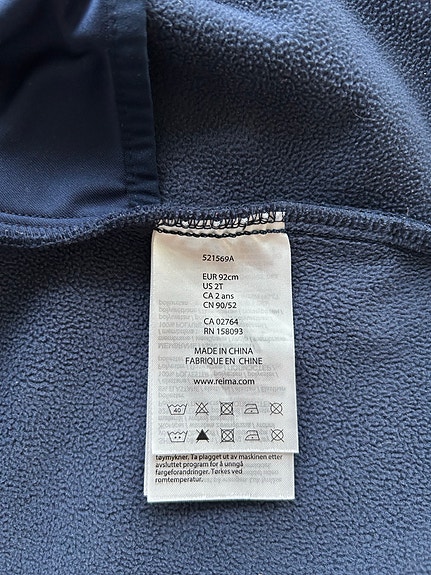 521569A
EUR 92cm
US 2T
CA 2 ans
CN 90/52
CA 02764
RN 158093
MADE IN CHINA
FABRIQUE EN CHINE
www.reima.com
40
tøymykner. Ta plagget ut av maskinen etter
avsluttet program for å unngå
fargeforandringer. Tørkes ved
romtemperatur.